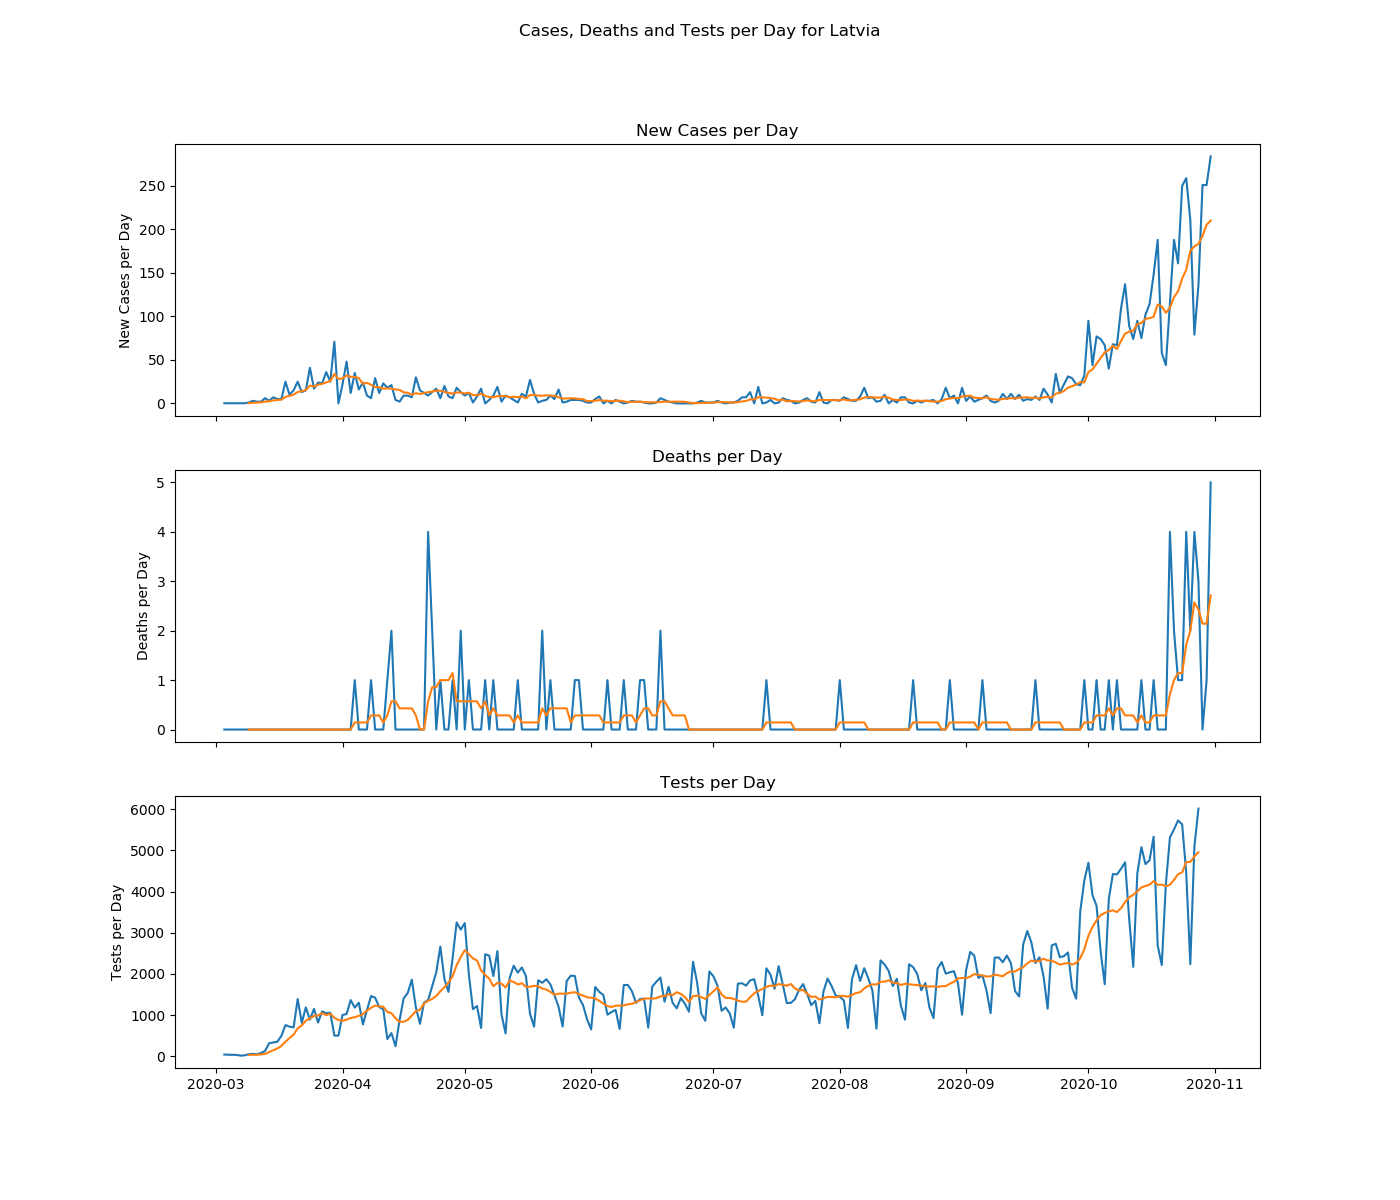 Cases, Deaths and Tests per Day for Latvia
New Cases per Day
New Cases per Day
250
200
150
100
50
0
Deaths per Day
Deaths per Day
5
4
3
2
1
0
Tests per Day
Tests per Day
6000
5000
4000
3000
2000
1000
0
2020-03 2020-04 2020-05 2020-06 2020-07 2020-08 2020-09 2020-10 2020-11